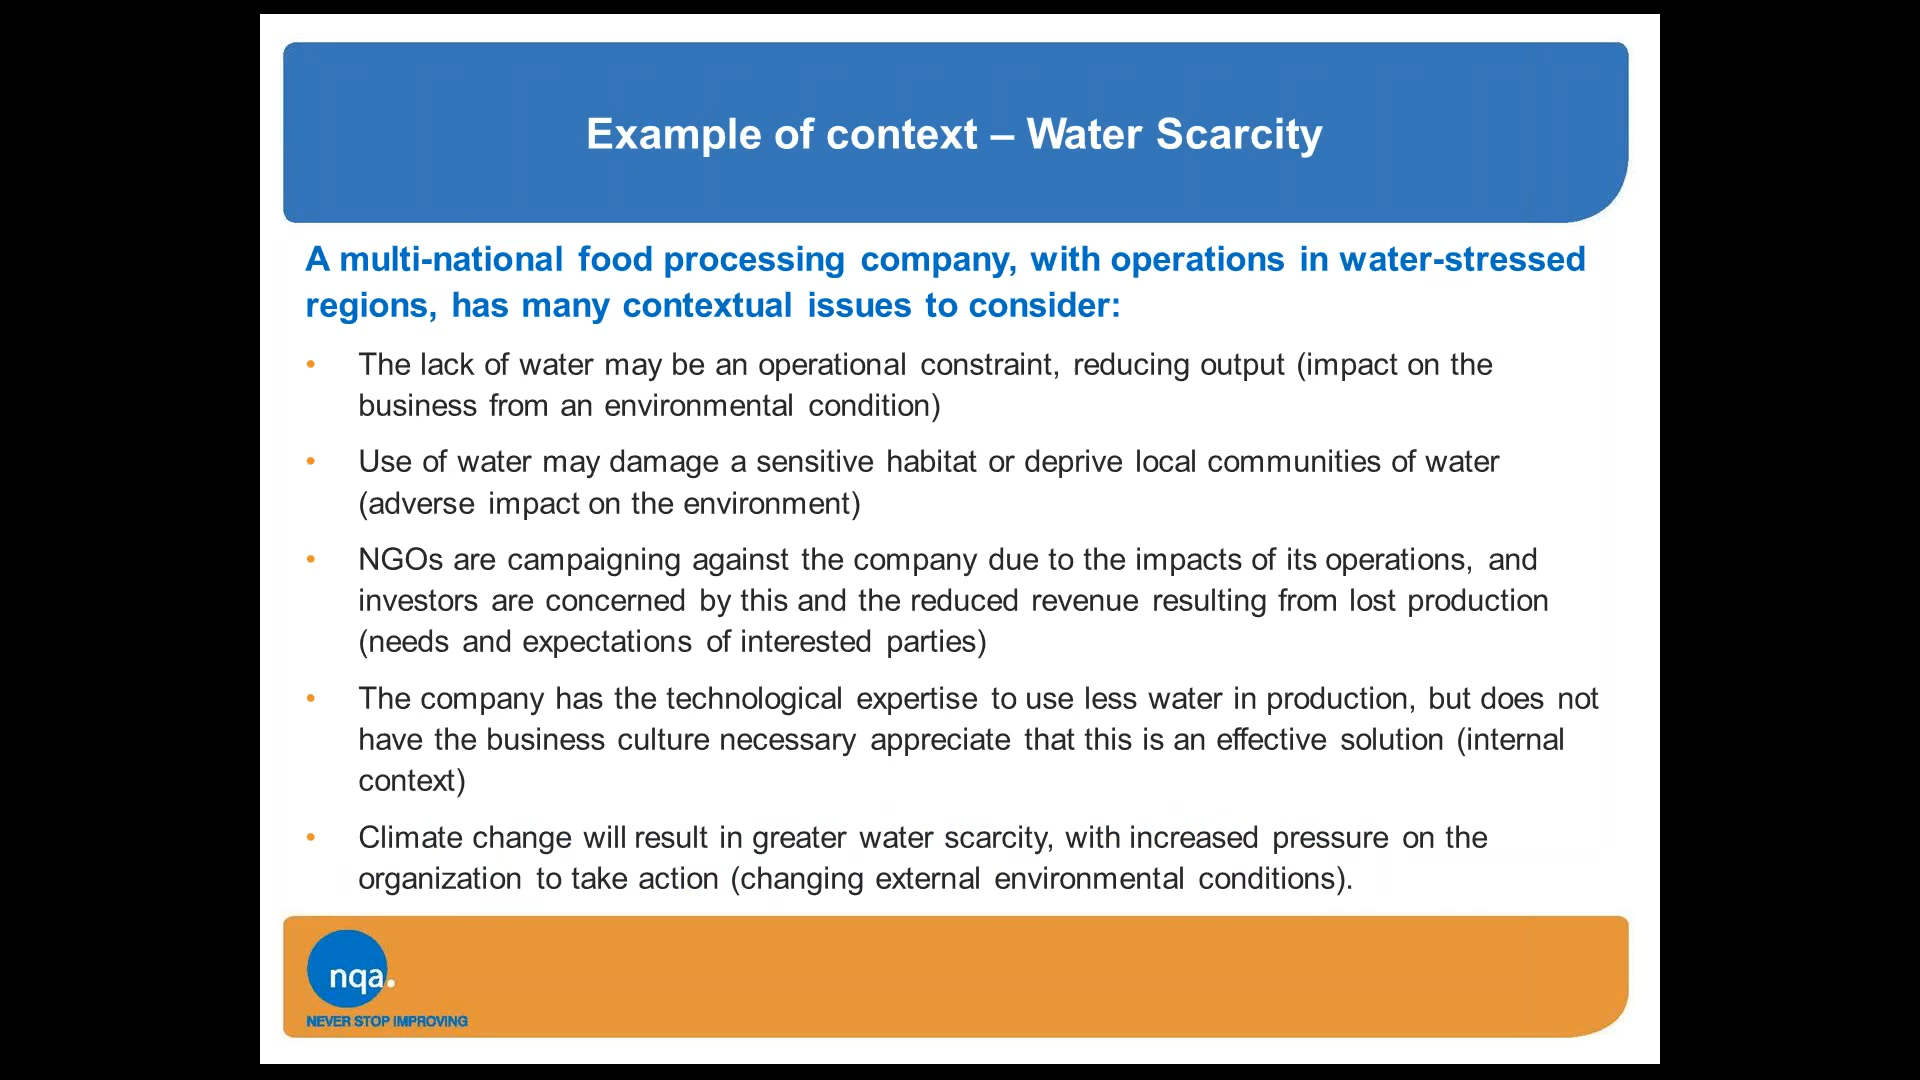 Example of context – Water Scarcity
A multi-national food processing company, with operations in water-stressed
regions, has many contextual issues to consider:
• The lack of water may be an operational constraint, reducing output (impact on the
business from an environmental condition)
• Use of water may damage a sensitive habitat or deprive local communities of water
(adverse impact on the environment)
• NGOs are campaigning against the company due to the impacts of its operations, and
investors are concerned by this and the reduced revenue resulting from lost production
(needs and expectations of interested parties)
• The company has the technological expertise to use less water in production, but does not
have the business culture necessary appreciate that this is an effective solution (internal
context)
• Climate change will result in greater water scarcity, with increased pressure on the
organization to take action (changing external environmental conditions).
nqa.
NEVER STOP IMPROVING